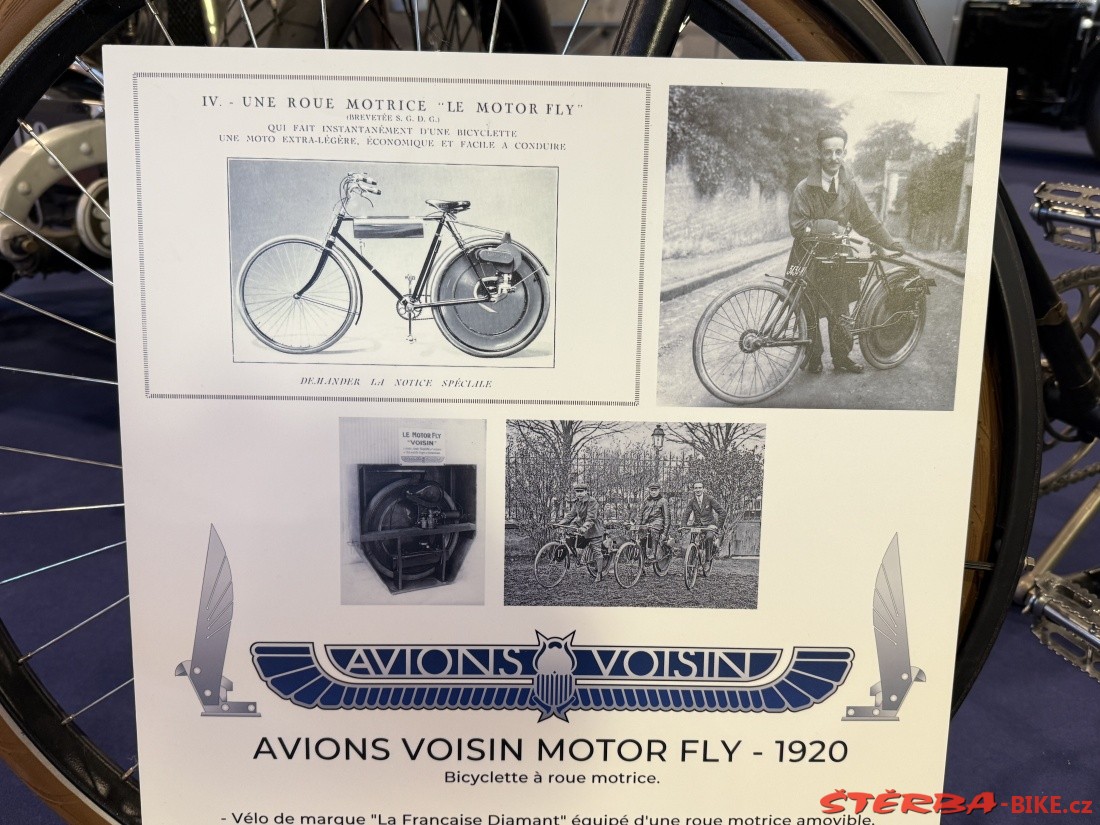 IV. - UNE ROUE MOTRICE "LE MOTOR FLY"
(BREVETÉE S. G. D. G.)
QUI FAIT INSTANTANÉMENT D'UNE BICYCLETTE
UNE MOTO EXTRA-LÉGÈRE, ÉCONOMIQUE ET FACILE A CONDUIRE
DEMANDER LA NOTICE SPÉCIALE
LE MOTOR FLY
"VOISIN"
AVIONS VOISIN
AVIONS VOISIN MOTOR FLY - 1920
Bicyclette à roue motrice.
- Vélo de marque "La Française Diamant" équipé d'une roue motrice amovible.
ŠTĚRBA-BIKE.cz